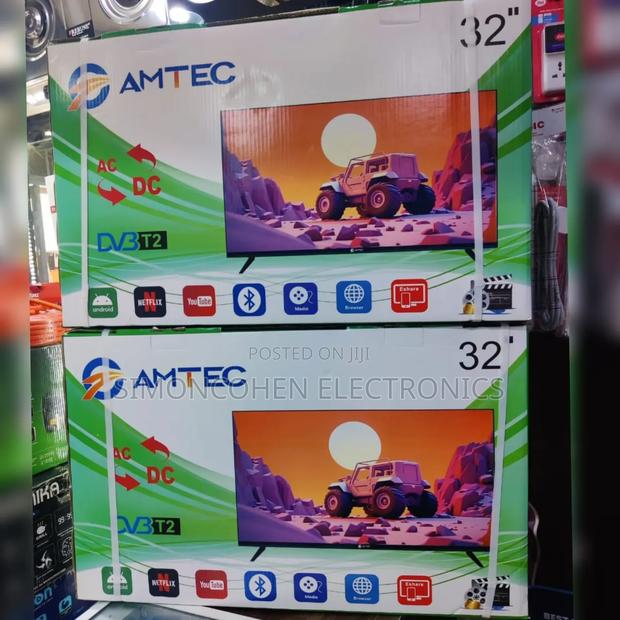 32"
AMTEC
AC
DC
DVB T2
AMTEC
android
NETFLIX
YouTube
Media
Browser
Eshare
POSTED ON JIJI
SIMONCOHEN ELECTRONICS
32"
AMTEC
AC
DC
DVB T2
android
NETFLIX
YouTube
Media
Browser
Eshare